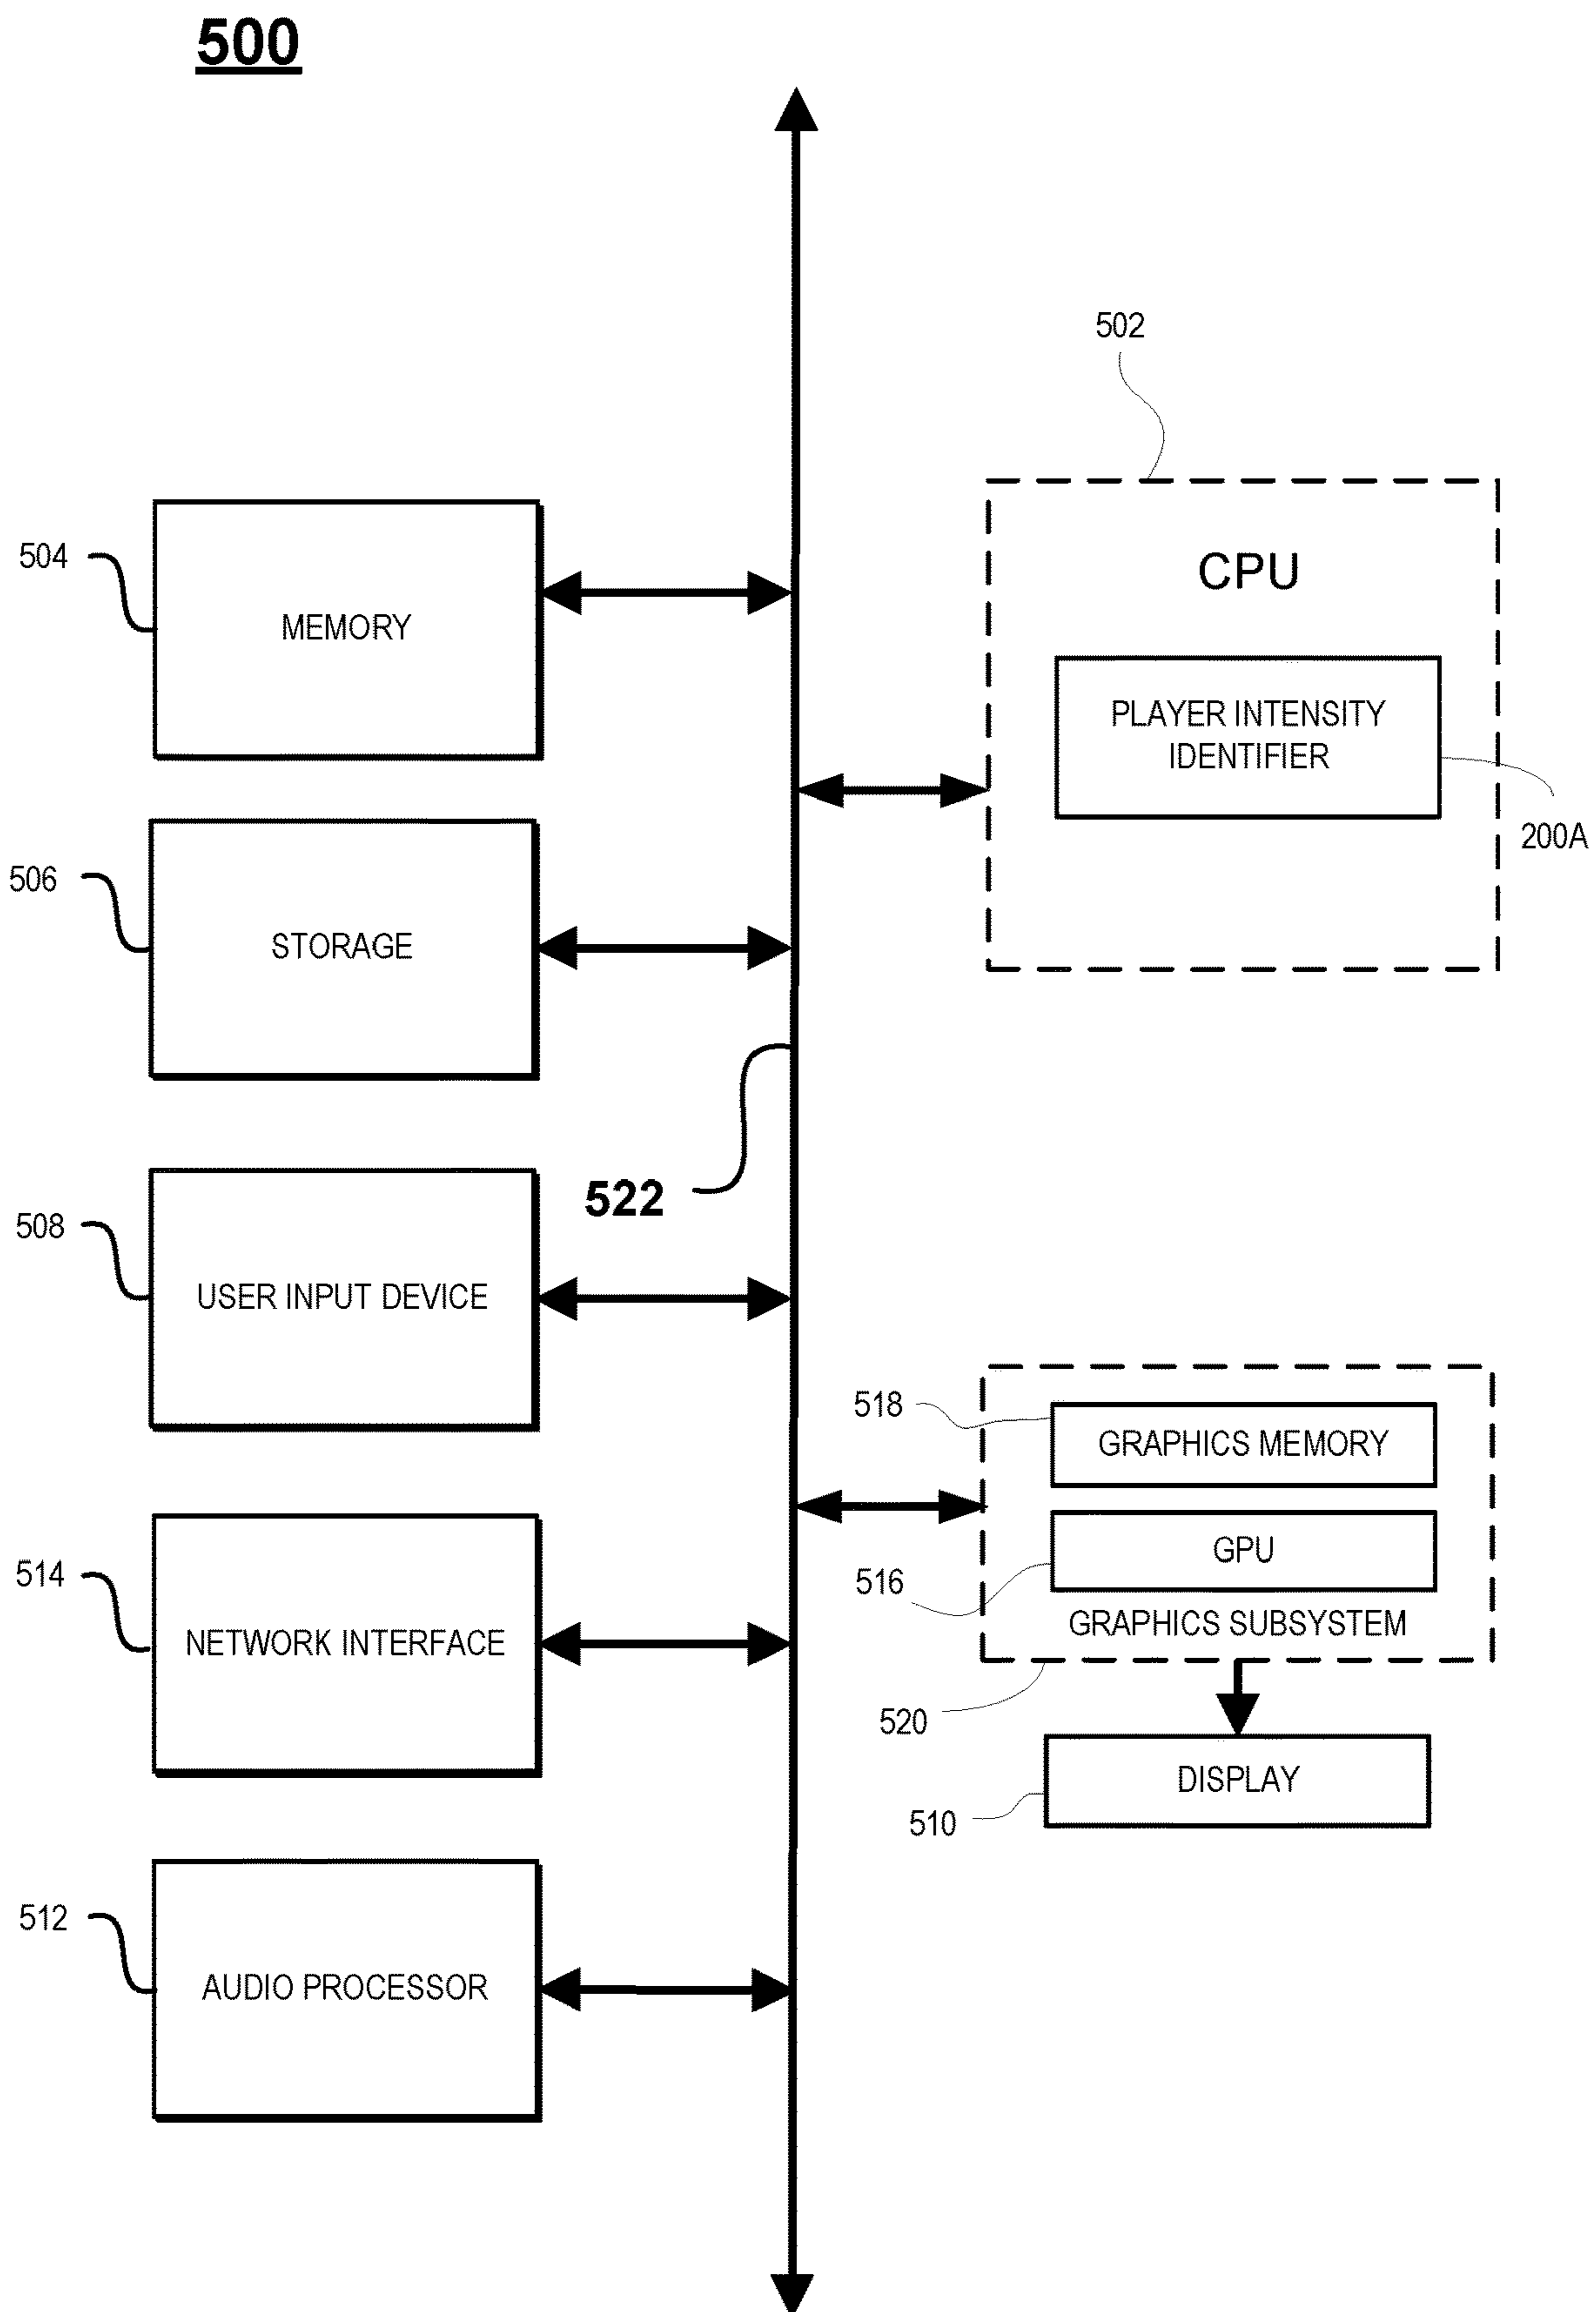 500
502
CPU
504
MEMORY
PLAYER INTENSITY
IDENTIFIER
200A
506
STORAGE
522
508
USER INPUT DEVICE
518
GRAPHICS MEMORY
GPU
516
GRAPHICS SUBSYSTEM
514
NETWORK INTERFACE
520
DISPLAY
510
512
AUDIO PROCESSOR